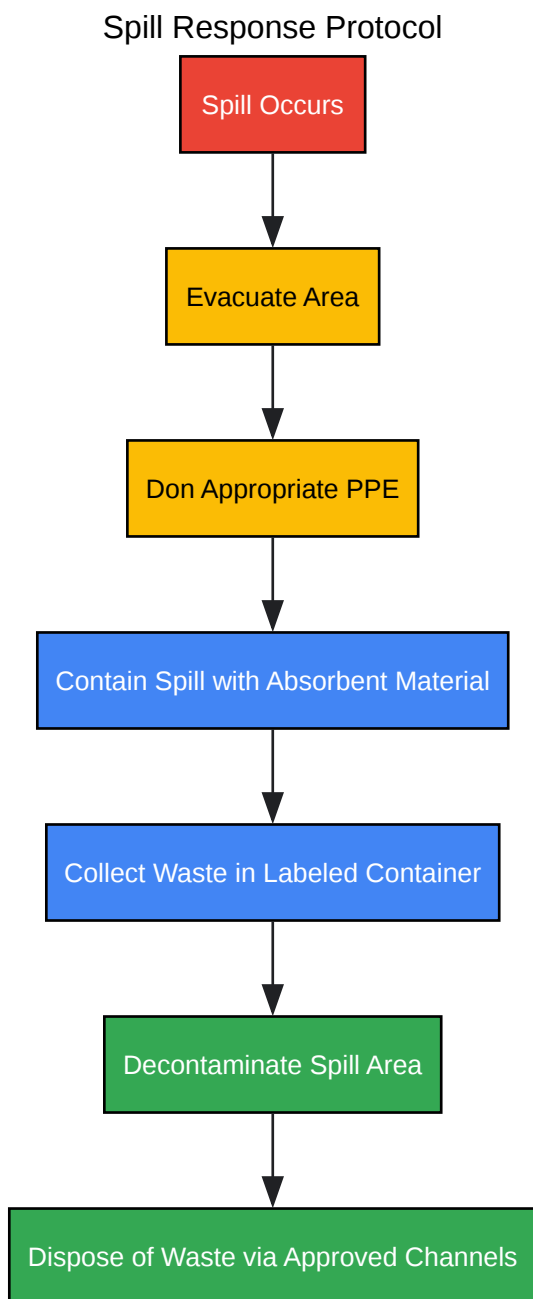 Spill Response Protocol
Spill Occurs
Evacuate Area
Don Appropriate PPE
Contain Spill with Absorbent Material
Collect Waste in Labeled Container
Decontaminate Spill Area
Dispose of Waste via Approved Channels